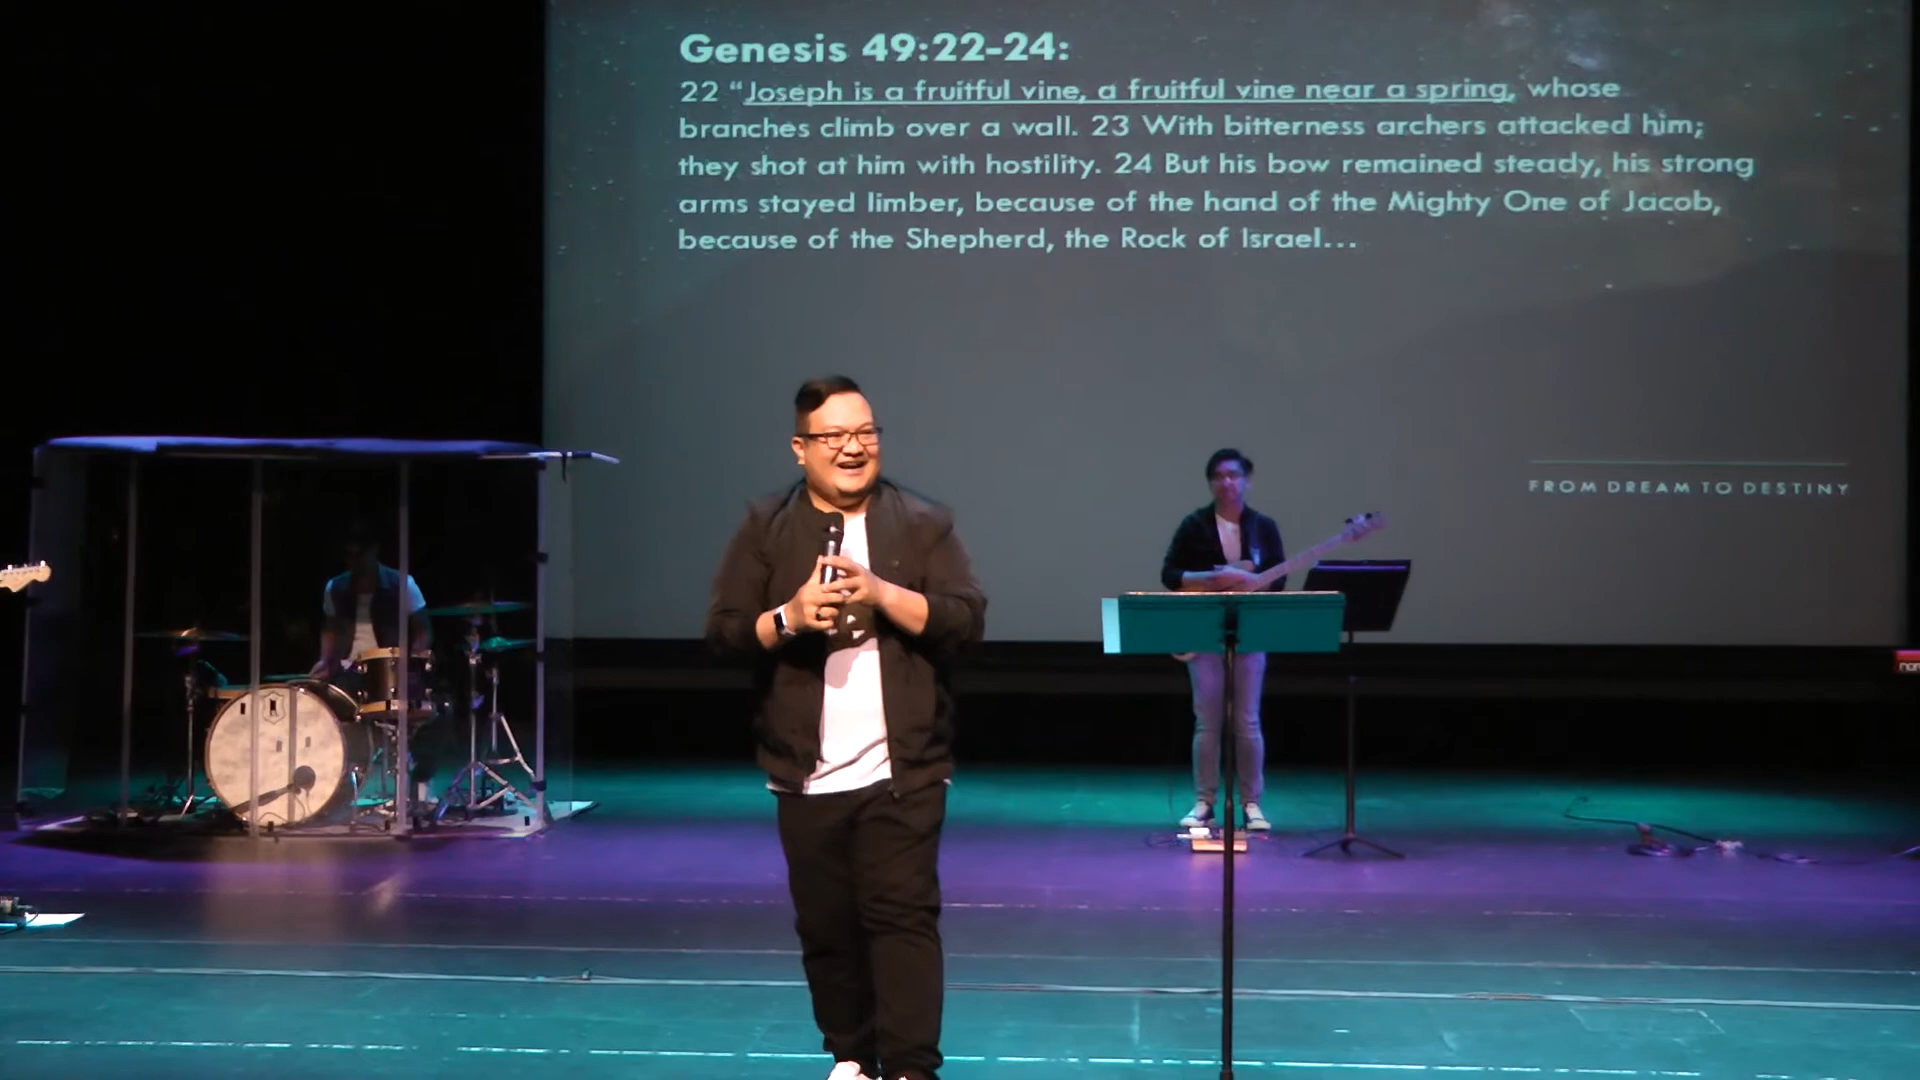 Genesis 49:22-24:
22 “Joseph is a fruitful vine, a fruitful vine near a spring, whose
branches climb over a wall. 23 With bitterness archers attacked him;
they shot at him with hostility. 24 But his bow remained steady, his strong
arms stayed limber, because of the hand of the Mighty One of Jacob,
because of the Shepherd, the Rock of Israel...
FROM DREAM TO DESTINY